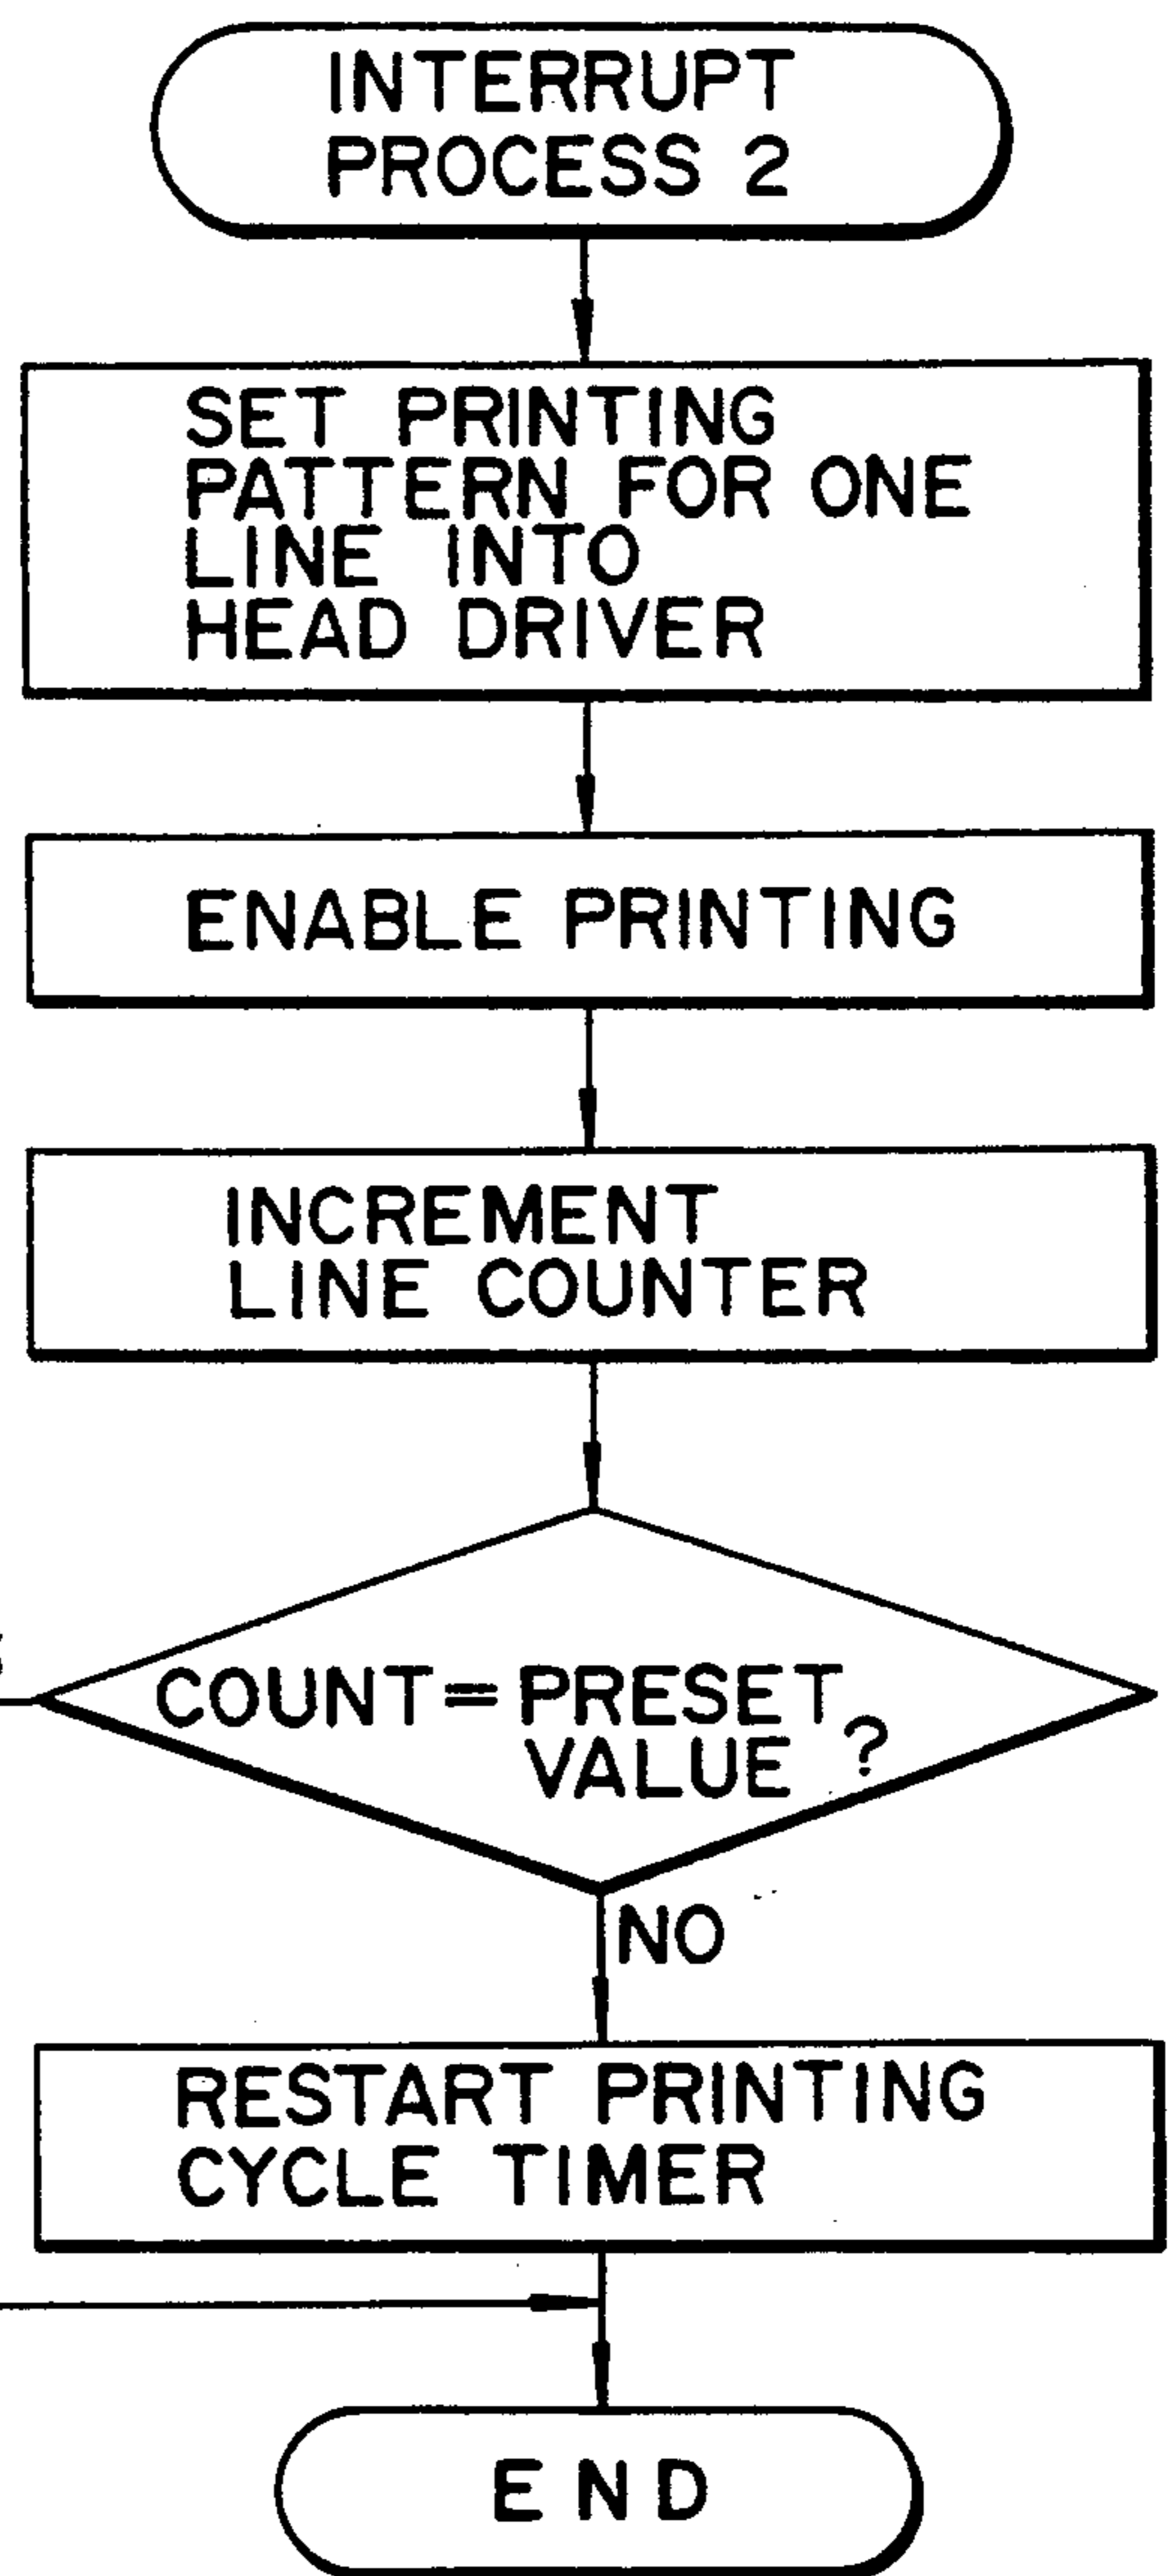 INTERRUPT
PROCESS 2
SET PRINTING
PATTERN FOR ONE
LINE INTO
HEAD DRIVER
ENABLE PRINTING
INCREMENT
LINE COUNTER
COUNT = PRESET
VALUE ?
NO
RESTART PRINTING
CYCLE TIMER
END